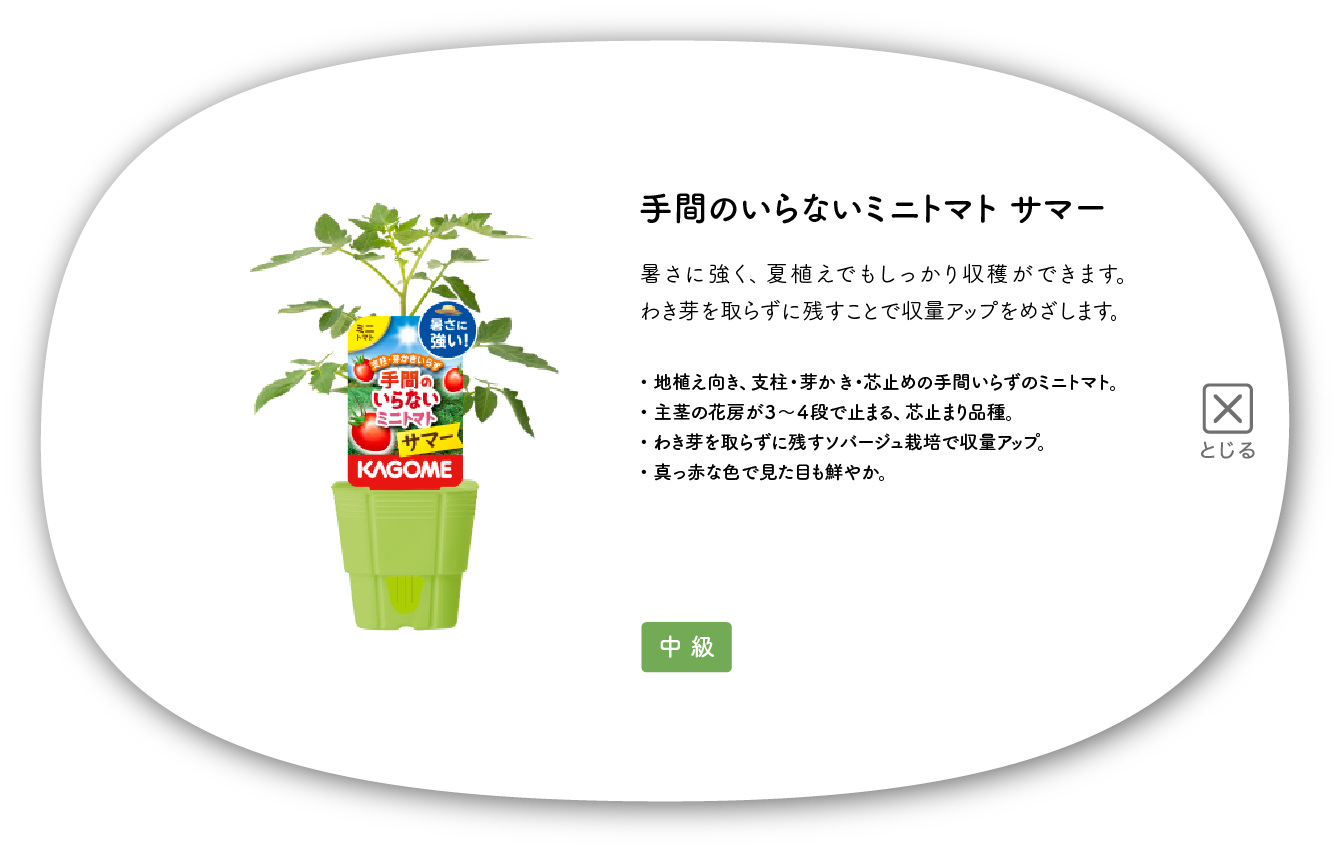 手間のいらないミニトマト サマー
暑さに強く、夏植えでもしっかり収穫ができます。
わき芽を取らずに残すことで収量アップをめざします。
・地植え向き、支柱・芽かき・芯止めの手間いらずのミニトマト。
・主茎の花房が3〜4段で止まる、芯止まり品種。
・わき芽を取らずに残すソバージュ栽培で収量アップ。
・真っ赤な色で見た目も鮮やか。
中級
とじる
ミニ
トマト
暑さに
強い!
支柱・芽かきいらず
手間の
いらない
ミニトマト
サマー
KAGOME